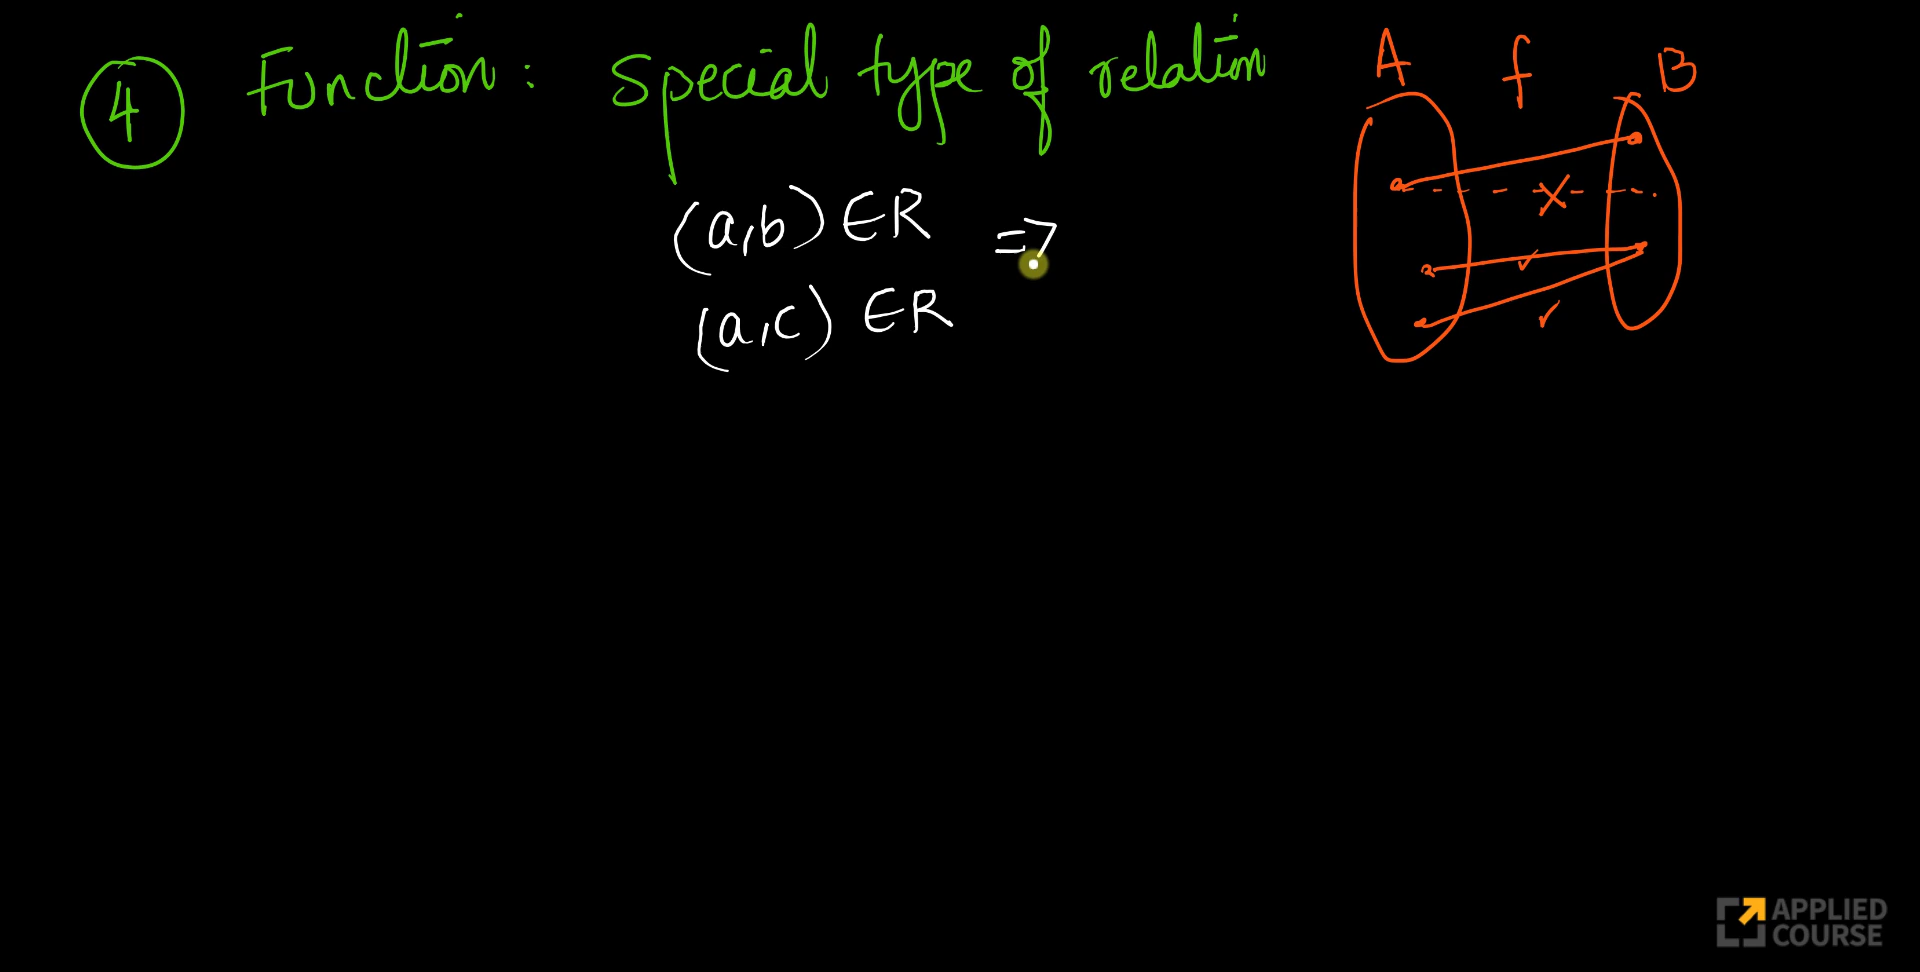 4 Function: Special type of relation
A f B
(a,b) ∈ R ⇒
(a,c) ∈ R
APPLIED
COURSE